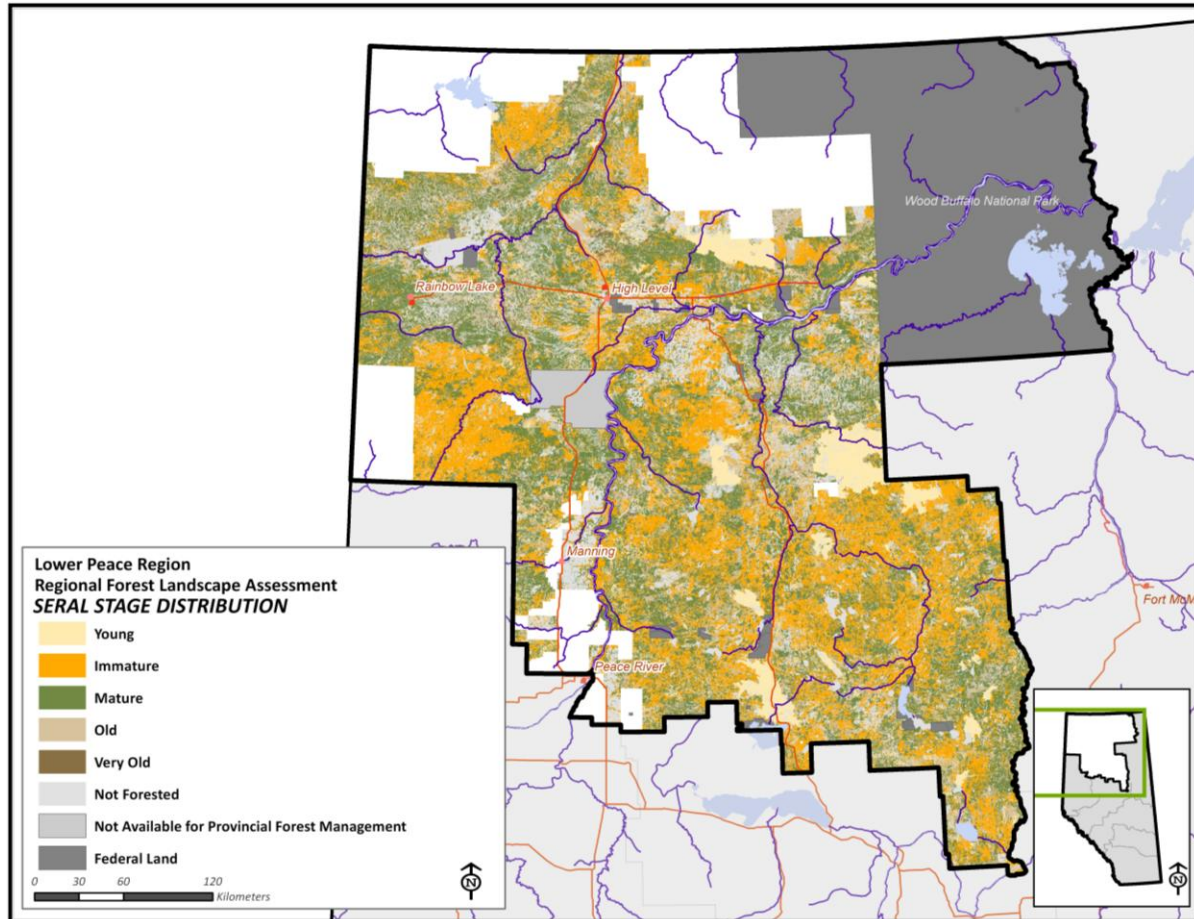 Wood Buffalo National Park
Rainbow Lake
High Level
Manning
Fort McM
Peace River
Lower Peace Region
Regional Forest Landscape Assessment
SERAL STAGE DISTRIBUTION
Young
Immature
Mature
Old
Very Old
Not Forested
Not Available for Provincial Forest Management
Federal Land
0 30 60 120
Kilometers
N
N